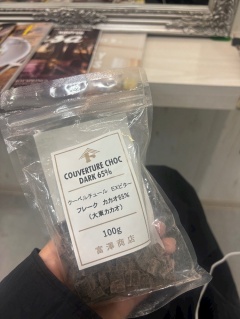 COUVERTURE CHOC
DARK 65%
クーベルチュール EXビター
フレーク カカオ65%
(大東カカオ)
100g
富澤商店